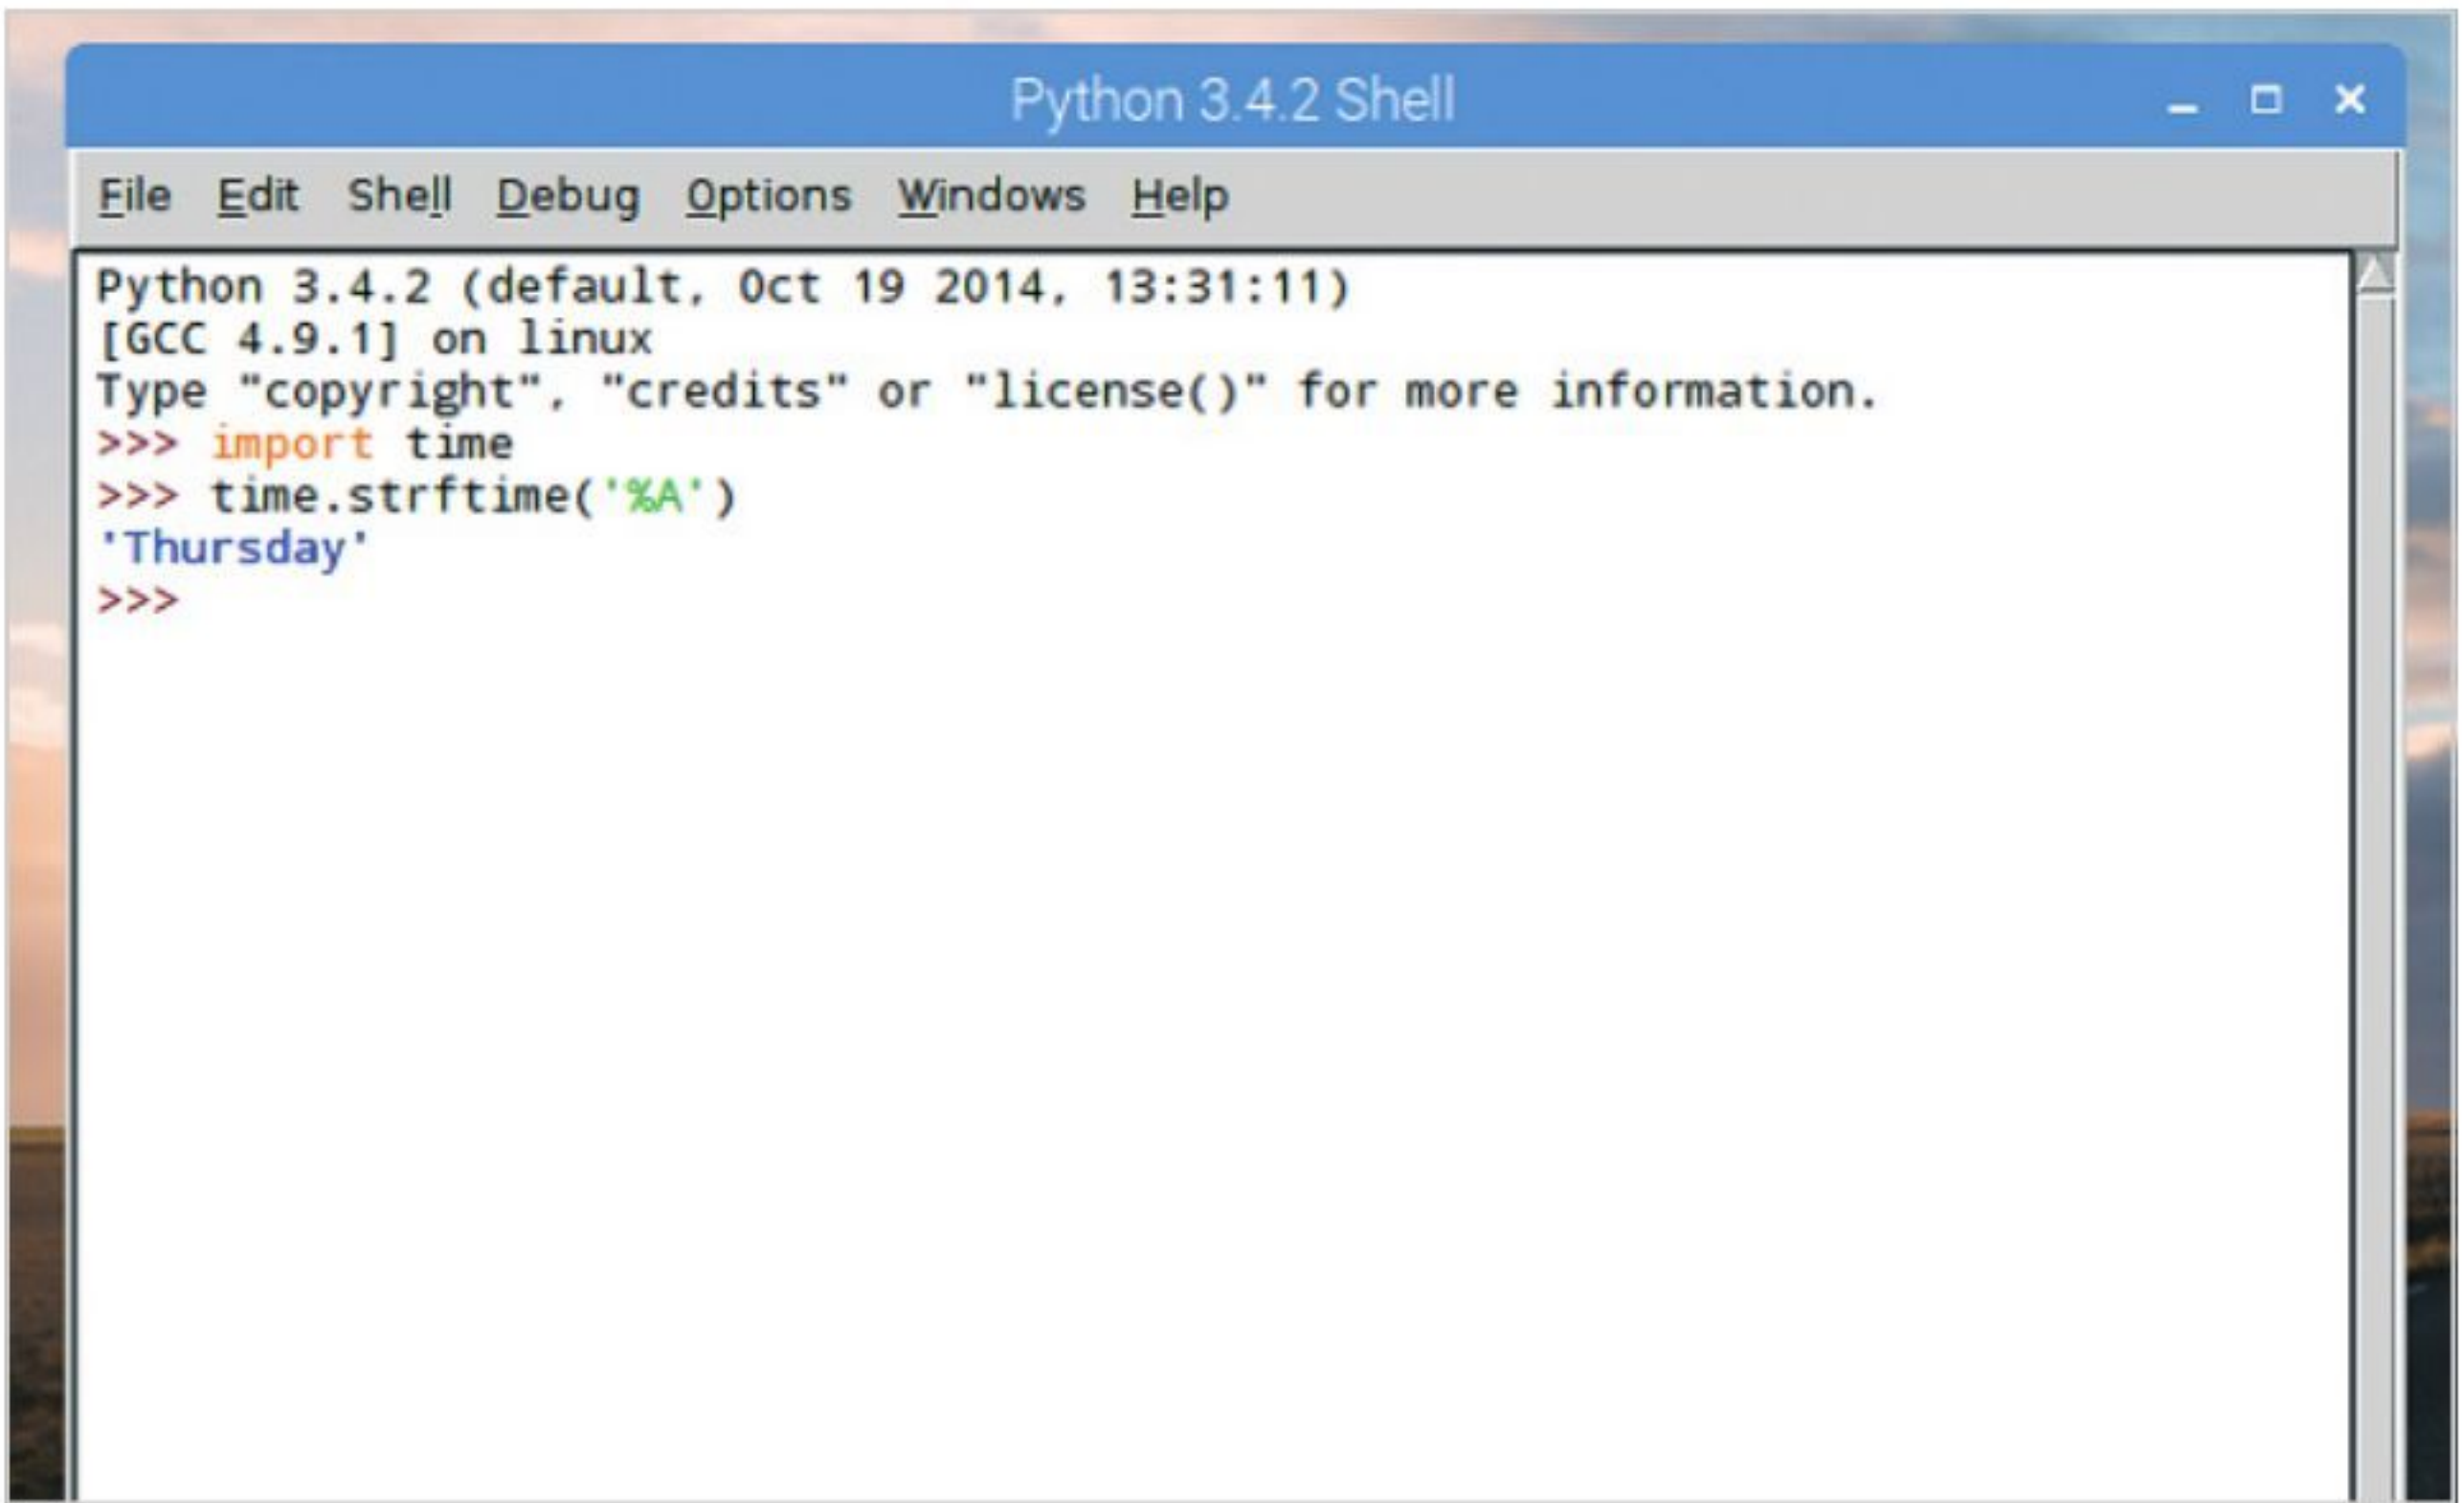 Python 3.4.2 Shell
File Edit Shell Debug Options Windows Help
Python 3.4.2 (default, Oct 19 2014, 13:31:11)
[GCC 4.9.1] on linux
Type "copyright", "credits" or "license()" for more information.
>>> import time
>>> time.strftime('%A')
'Thursday'
>>>